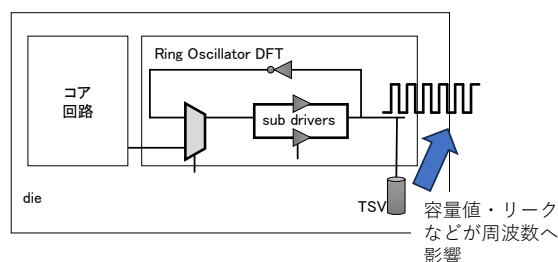 Ring Oscillator DFT
コア
回路
sub drivers
die
TSV
容量値・リーク
などが周波数へ
影響